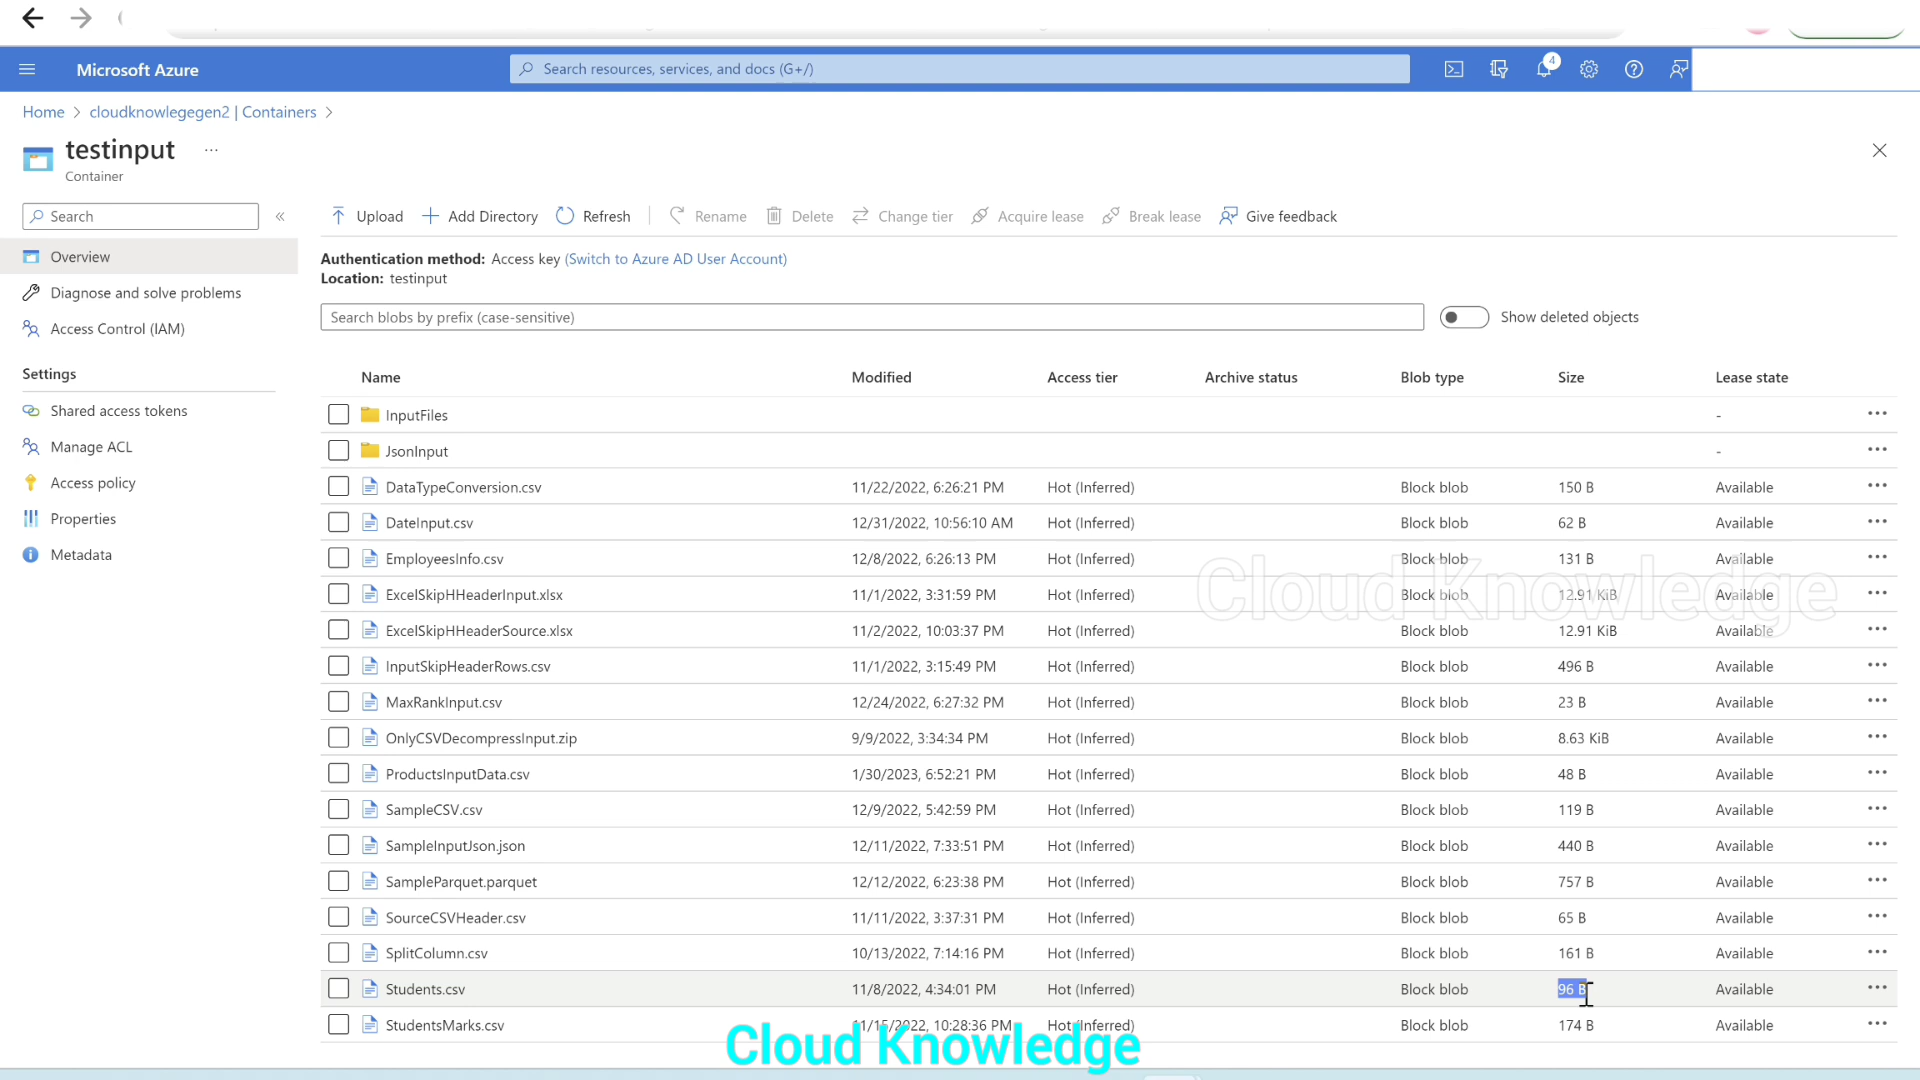 Microsoft Azure
Search resources, services, and docs (G+/)
4
Home > cloudknowlegegen2 | Containers >
testinput ...
Container
Search «
Upload Add Directory Refresh Rename Delete Change tier Acquire lease Break lease Give feedback
Overview
Diagnose and solve problems
Access Control (IAM)
Settings
Shared access tokens
Manage ACL
Access policy
Properties
Metadata
Authentication method: Access key (Switch to Azure AD User Account)
Location: testinput
Search blobs by prefix (case-sensitive) Show deleted objects
Name Modified Access tier Archive status Blob type Size Lease state
InputFiles - ...
JsonInput - ...
DataTypeConversion.csv 11/22/2022, 6:26:21 PM Hot (Inferred) Block blob 150 B Available ...
DateInput.csv 12/31/2022, 10:56:10 AM Hot (Inferred) Block blob 62 B Available ...
EmployeesInfo.csv 12/8/2022, 6:26:13 PM Hot (Inferred) Block blob 131 B Available ...
ExcelSkipHHeaderInput.xlsx 11/1/2022, 3:31:59 PM Hot (Inferred) Block blob 12.91 KiB Available ...
Cloud Knowledge
ExcelSkipHHeaderSource.xlsx 11/2/2022, 10:03:37 PM Hot (Inferred) Block blob 12.91 KiB Available ...
InputSkipHeaderRows.csv 11/1/2022, 3:15:49 PM Hot (Inferred) Block blob 496 B Available ...
MaxRankInput.csv 12/24/2022, 6:27:32 PM Hot (Inferred) Block blob 23 B Available ...
OnlyCSVDecompressInput.zip 9/9/2022, 3:34:34 PM Hot (Inferred) Block blob 8.63 KiB Available ...
ProductsInputData.csv 1/30/2023, 6:52:21 PM Hot (Inferred) Block blob 48 B Available ...
SampleCSV.csv 12/9/2022, 5:42:59 PM Hot (Inferred) Block blob 119 B Available ...
SampleInputJson.json 12/11/2022, 7:33:51 PM Hot (Inferred) Block blob 440 B Available ...
SampleParquet.parquet 12/12/2022, 6:23:38 PM Hot (Inferred) Block blob 757 B Available ...
SourceCSVHeader.csv 11/11/2022, 3:37:31 PM Hot (Inferred) Block blob 65 B Available ...
SplitColumn.csv 10/13/2022, 7:14:16 PM Hot (Inferred) Block blob 161 B Available ...
Students.csv 11/8/2022, 4:34:01 PM Hot (Inferred) Block blob 96 B Available ...
StudentsMarks.csv 11/15/2022, 10:28:36 PM Hot (Inferred) Block blob 174 B Available ...
Cloud Knowledge